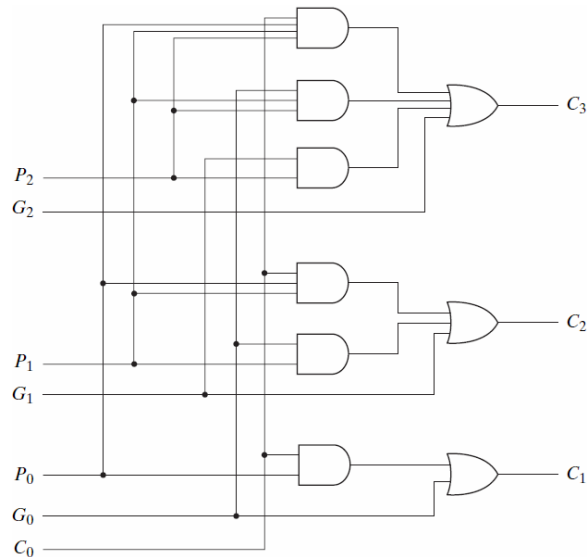 C₃
P₂
G₂
C₂
P₁
G₁
P₀
C₁
G₀
C₀